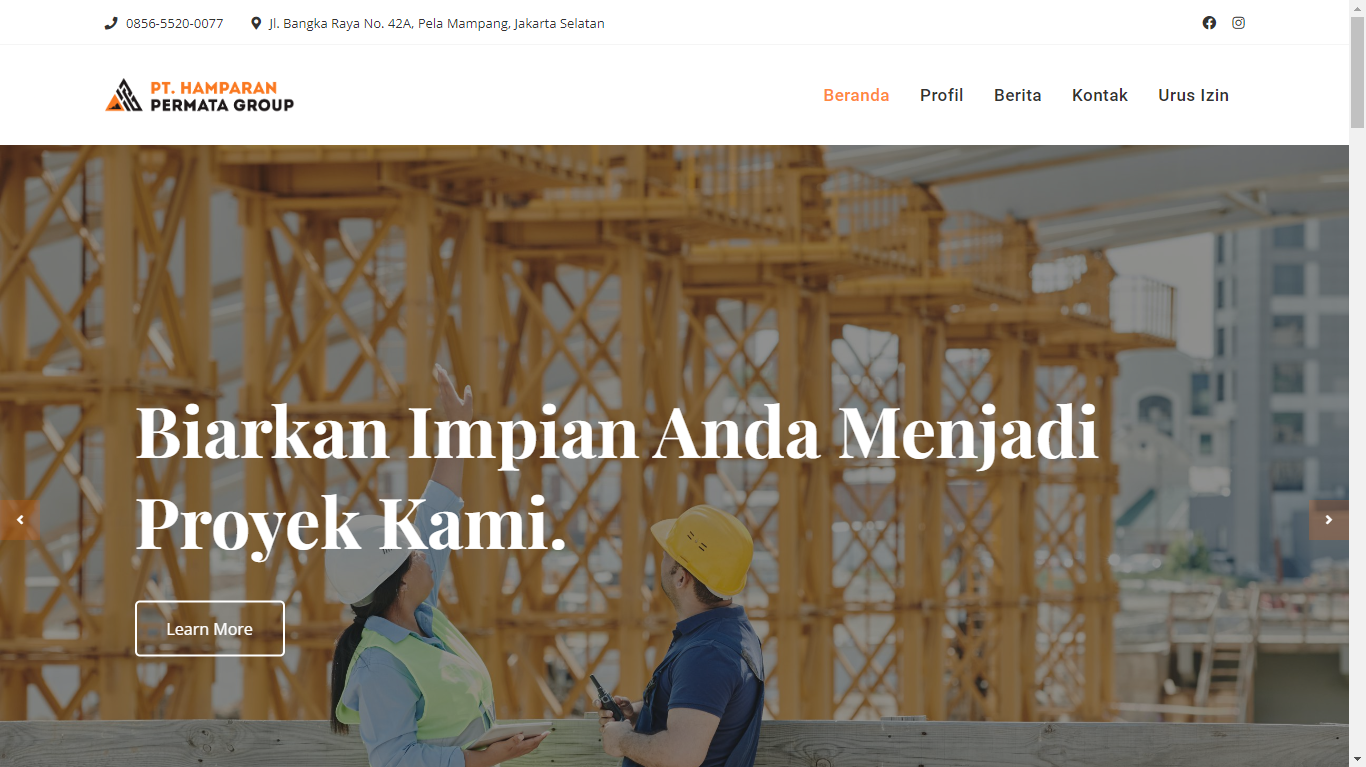 0856-5520-0077
Jl. Bangka Raya No. 42A, Pela Mampang, Jakarta Selatan
PT. HAMPARAN
PERMATA GROUP
Beranda Profil Berita Kontak Urus Izin
Biarkan Impian Anda Menjadi
Proyek Kami.
Learn More